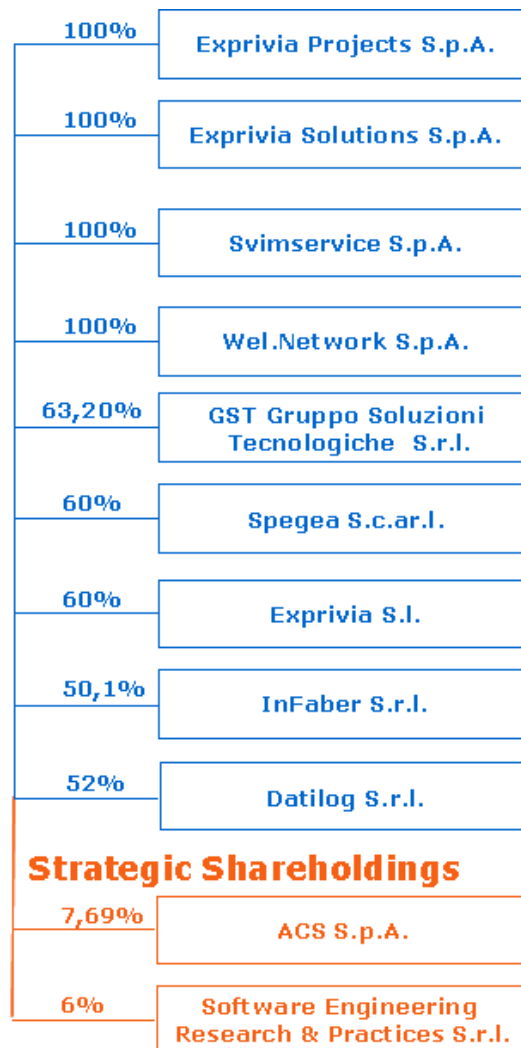 100%
Exprivia Projects S.p.A.
100%
Exprivia Solutions S.p.A.
100%
Svimservice S.p.A.
100%
Wel.Network S.p.A.
63,20%
GST Gruppo Soluzioni
Tecnologiche S.r.l.
60%
Spegea S.c.ar.l.
60%
Exprivia S.l.
50,1%
InFaber S.r.l.
52%
Datilog S.r.l.
Strategic Shareholdings
7,69%
ACS S.p.A.
6%
Software Engineering
Research & Practices S.r.l.